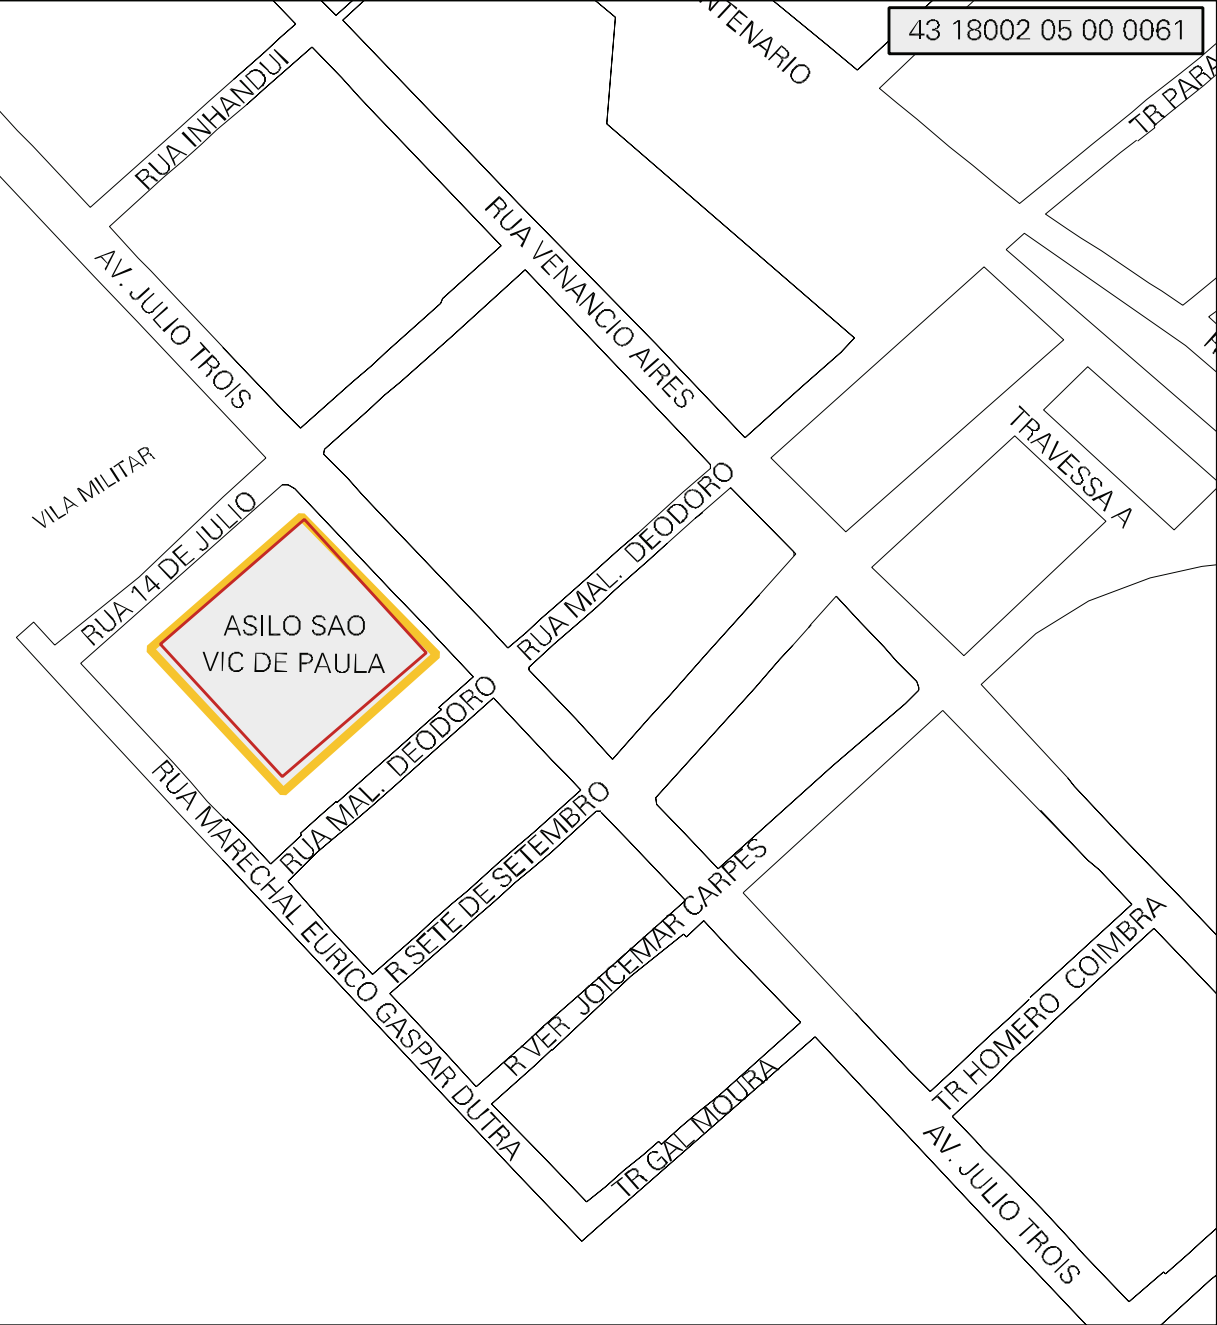 NTENARIO
43 18002 05 00 0061
TR PARA
RUA INHANDUI
RUA VENANCIO AIRES
AV. JULIO TROIS
VILA MILITAR
TRAVESSA A
RUA 14 DE JULIO
RUA MAL. DEODORO
ASILO SAO
VIC DE PAULA
RUA MAL. DEODORO
RUA MARECHAL EURICO GASPAR DUTRA
R SETE DE SETEMBRO
R VER JOICEMAR CARPES
TR HOMERO COIMBRA
TR GAL MOURA
AV. JULIO TROIS